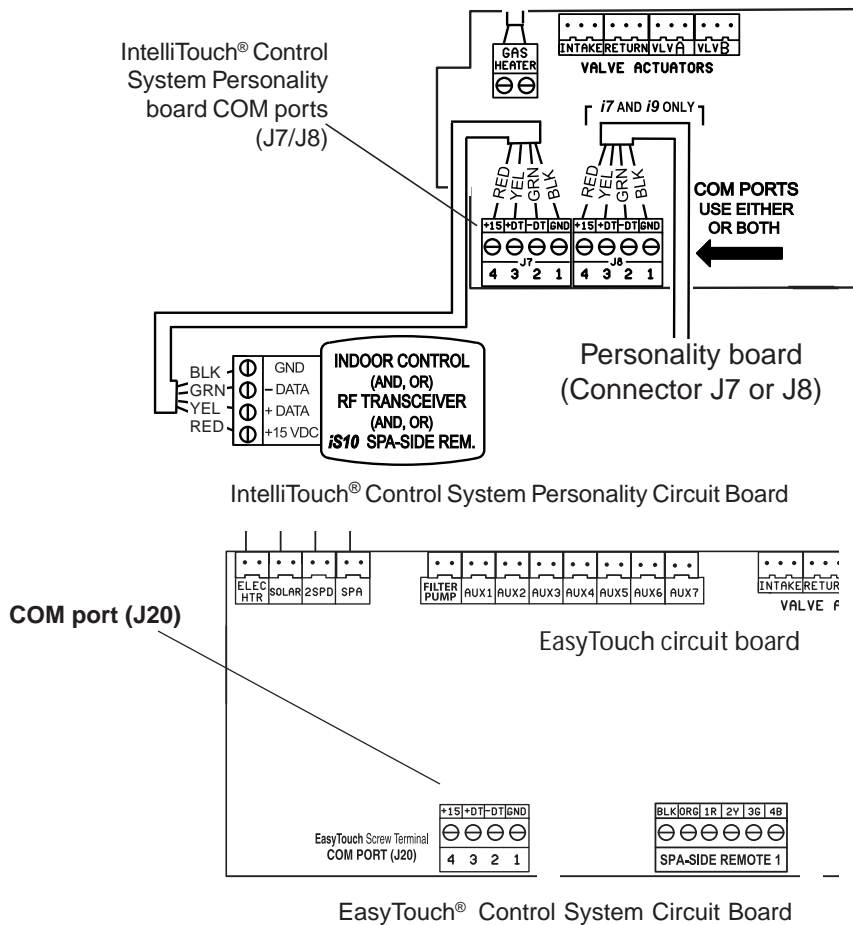 IntelliTouch® Control
System Personality
board COM ports
(J7/J8)
GAS
HEATER
INTAKE RETURN VLV A VLV B
VALVE ACTUATORS
i7 AND i9 ONLY
RED YEL GRN BLK
RED YEL GRN BLK
COM PORTS
USE EITHER
OR BOTH
+15 +DT -DT GND
+15 +DT -DT GND
J7
J8
4 3 2 1
4 3 2 1
BLK
GRN
YEL
RED
GND
– DATA
+ DATA
+15 VDC
INDOOR CONTROL
(AND, OR)
RF TRANSCEIVER
(AND, OR)
iS10 SPA-SIDE REM.
Personality board
(Connector J7 or J8)
IntelliTouch® Control System Personality Circuit Board
ELEC
HTR
SOLAR
2SPD
SPA
FILTER
PUMP
AUX1 AUX2 AUX3 AUX4 AUX5 AUX6 AUX7
INTAKE RETUR
VALVE A
COM port (J20)
EasyTouch circuit board
+15 +DT -DT GND
EasyTouch Screw Terminal
COM PORT (J20)
4 3 2 1
BLK ORG 1R 2Y 3G 4B
SPA-SIDE REMOTE 1
EasyTouch® Control System Circuit Board